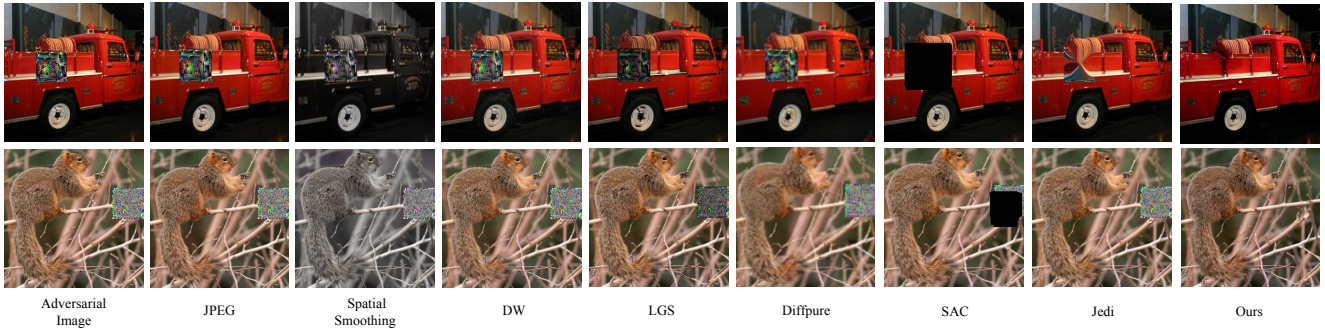 Adversarial
Image
JPEG
Spatial
Smoothing
DW
LGS
Diffpure
SAC
Jedi
Ours